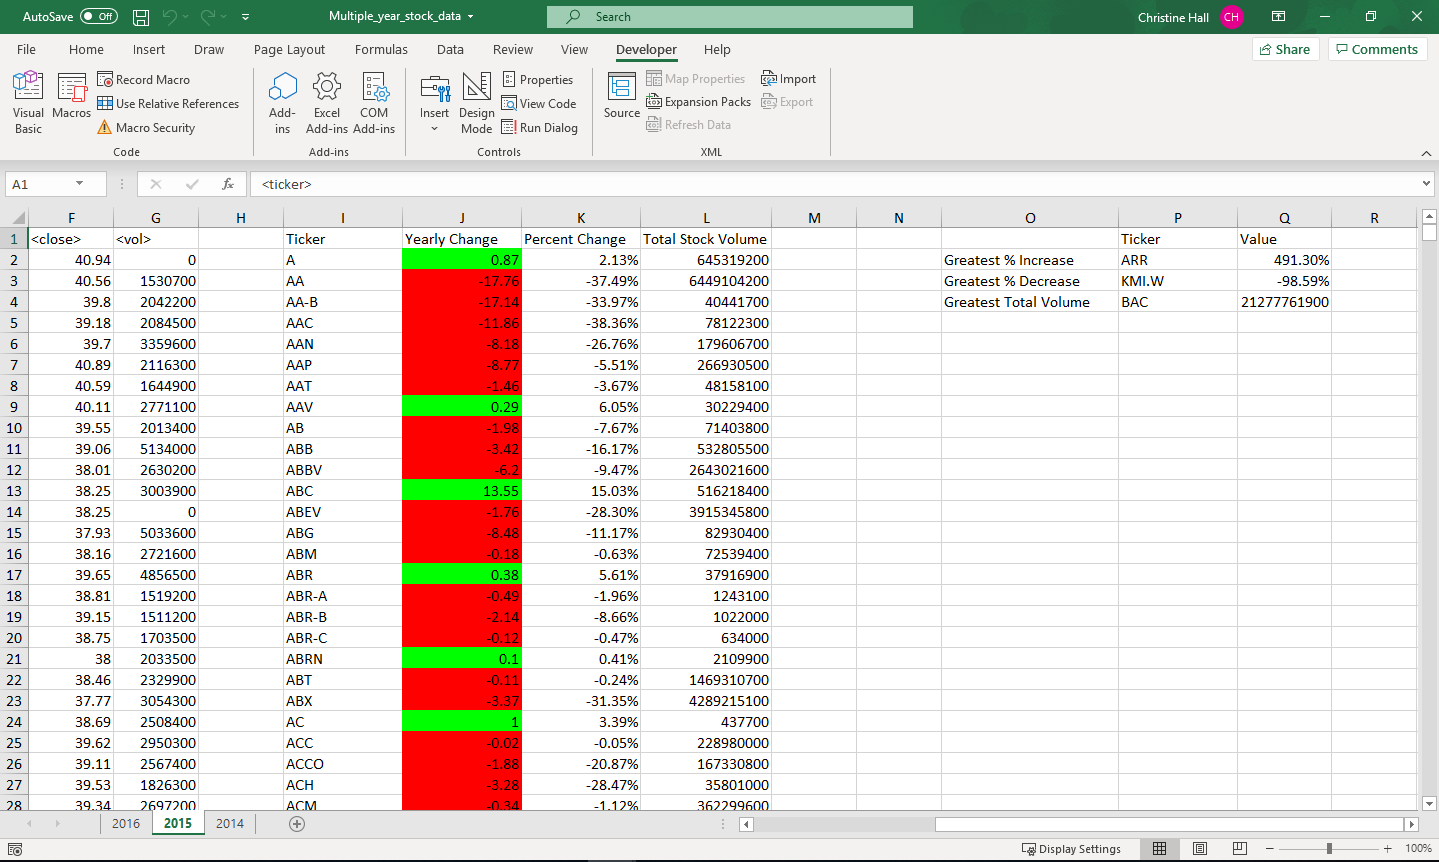 AutoSave Off Multiple_year_stock_data Search Christine Hall CH
File Home Insert Draw Page Layout Formulas Data Review View Developer Help Share Comments
Visual Basic
Macros
Record Macro
Use Relative References
Macro Security
Code
Add-ins
Excel Add-ins
COM Add-ins
Add-ins
Insert
Design Mode
Properties
View Code
Run Dialog
Controls
Source
Map Properties
Expansion Packs
Refresh Data
Import
Export
XML
A1 fx <ticker>
F G H I J K L M N O P Q R
1 <close> <vol> Ticker Yearly Change Percent Change Total Stock Volume Ticker Value
2 40.94 0 A 0.87 2.13% 645319200 Greatest % Increase ARR 491.30%
3 40.56 1530700 AA -17.76 -37.49% 6449104200 Greatest % Decrease KMI.W -98.59%
4 39.8 2042200 AA-B -17.14 -33.97% 40441700 Greatest Total Volume BAC 21277761900
5 39.18 2084500 AAC -11.86 -38.36% 78122300
6 39.7 3359600 AAN -8.18 -26.76% 179606700
7 40.89 2116300 AAP -8.77 -5.51% 266930500
8 40.59 1644900 AAT -1.46 -3.67% 48158100
9 40.11 2771100 AAV 0.29 6.05% 30229400
10 39.55 2013400 AB -1.98 -7.67% 71403800
11 39.06 5134000 ABB -3.42 -16.17% 532805500
12 38.01 2630200 ABBV -6.2 -9.47% 2643021600
13 38.25 3003900 ABC 13.55 15.03% 516218400
14 38.25 0 ABEV -1.76 -28.30% 3915345800
15 37.93 5033600 ABG -8.48 -11.17% 82930400
16 38.16 2721600 ABM -0.18 -0.63% 72539400
17 39.65 4856500 ABR 0.38 5.61% 37916900
18 38.81 1519200 ABR-A -0.49 -1.96% 1243100
19 39.15 1511200 ABR-B -2.14 -8.66% 1022000
20 38.75 1703500 ABR-C -0.12 -0.47% 634000
21 38 2033500 ABRN 0.1 0.41% 2109900
22 38.46 2329900 ABT -0.11 -0.24% 1469310700
23 37.77 3054300 ABX -3.37 -31.35% 4289215100
24 38.69 2508400 AC 1 3.39% 437700
25 39.62 2950300 ACC -0.02 -0.05% 228980000
26 39.11 2567400 ACCO -1.88 -20.87% 167330800
27 39.53 1826300 ACH -3.28 -28.47% 35801000
28 39.34 2697200 ACM -0.34 -1.12% 362299600
2016 2015 2014
Display Settings 100%